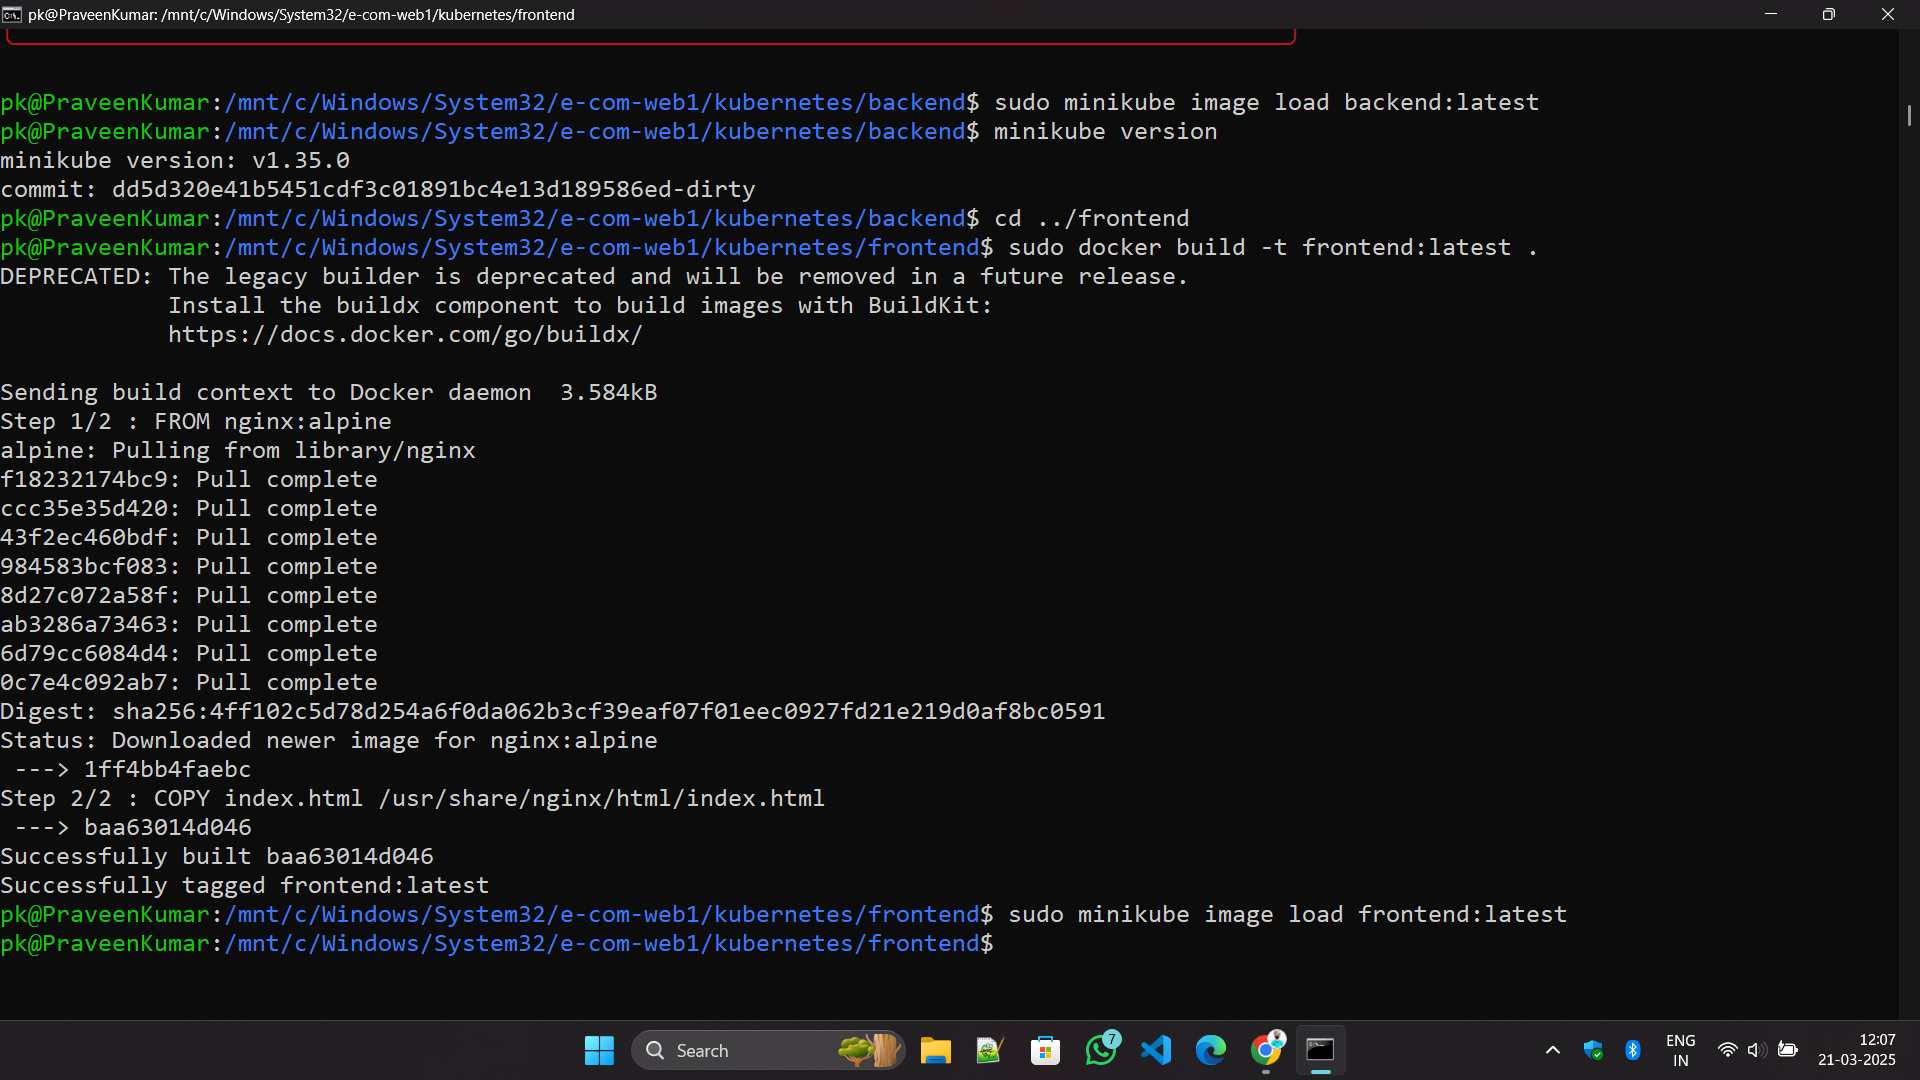 pk@PraveenKumar: /mnt/c/Windows/System32/e-com-web1/kubernetes/frontend
pk@PraveenKumar:/mnt/c/Windows/System32/e-com-web1/kubernetes/backend$ sudo minikube image load backend:latest
pk@PraveenKumar:/mnt/c/Windows/System32/e-com-web1/kubernetes/backend$ minikube version
minikube version: v1.35.0
commit: dd5d320e41b5451cdf3c01891bc4e13d189586ed-dirty
pk@PraveenKumar:/mnt/c/Windows/System32/e-com-web1/kubernetes/backend$ cd ../frontend
pk@PraveenKumar:/mnt/c/Windows/System32/e-com-web1/kubernetes/frontend$ sudo docker build -t frontend:latest .
DEPRECATED: The legacy builder is deprecated and will be removed in a future release.
            Install the buildx component to build images with BuildKit:
            https://docs.docker.com/go/buildx/
Sending build context to Docker daemon  3.584kB
Step 1/2 : FROM nginx:alpine
alpine: Pulling from library/nginx
f18232174bc9: Pull complete
ccc35e35d420: Pull complete
43f2ec460bdf: Pull complete
984583bcf083: Pull complete
8d27c072a58f: Pull complete
ab3286a73463: Pull complete
6d79cc6084d4: Pull complete
0c7e4c092ab7: Pull complete
Digest: sha256:4ff102c5d78d254a6f0da062b3cf39eaf07f01eec0927fd21e219d0af8bc0591
Status: Downloaded newer image for nginx:alpine
 ---> 1ff4bb4faebc
Step 2/2 : COPY index.html /usr/share/nginx/html/index.html
 ---> baa63014d046
Successfully built baa63014d046
Successfully tagged frontend:latest
pk@PraveenKumar:/mnt/c/Windows/System32/e-com-web1/kubernetes/frontend$ sudo minikube image load frontend:latest
pk@PraveenKumar:/mnt/c/Windows/System32/e-com-web1/kubernetes/frontend$
Search
7
ENG
IN
12:07
21-03-2025